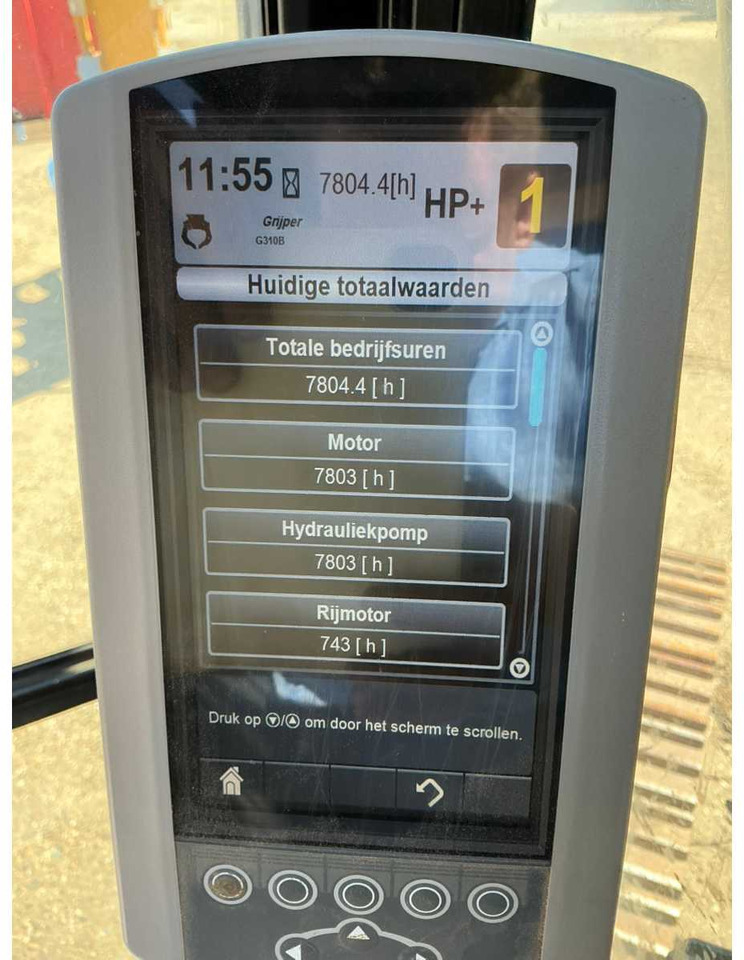 11:55 7804.4[h] HP+ 1
Grijper
G310B
Huidige totaalwaarden
Totale bedrijfsuren
7804.4 [ h ]
Motor
7803 [ h ]
Hydrauliekpomp
7803 [ h ]
Rijmotor
743 [ h ]
Druk op ▼/▲ om door het scherm te scrollen.